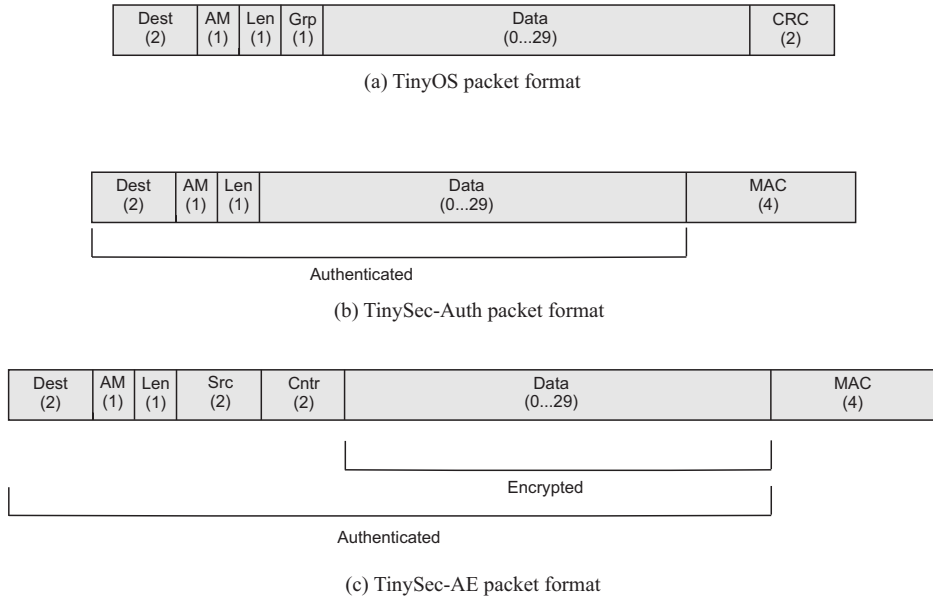 Dest AM Len Grp Data CRC
(2) (1) (1) (1) (0...29) (2)
(a) TinyOS packet format
Dest AM Len Data MAC
(2) (1) (1) (0...29) (4)
Authenticated
(b) TinySec-Auth packet format
Dest AM Len Src Cntr Data MAC
(2) (1) (1) (2) (2) (0...29) (4)
Encrypted
Authenticated
(c) TinySec-AE packet format